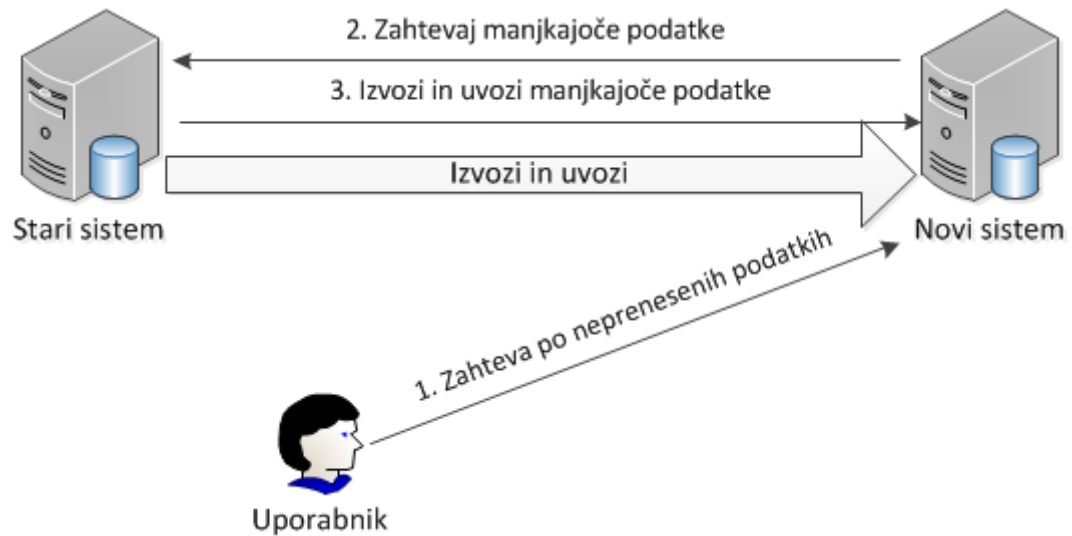 2. Zahtevaj manjkajoče podatke
3. Izvozi in uvozi manjkajoče podatke
Izvozi in uvozi
Stari sistem
Novi sistem
1. Zahteva po neprenesenih podatkih
Uporabnik